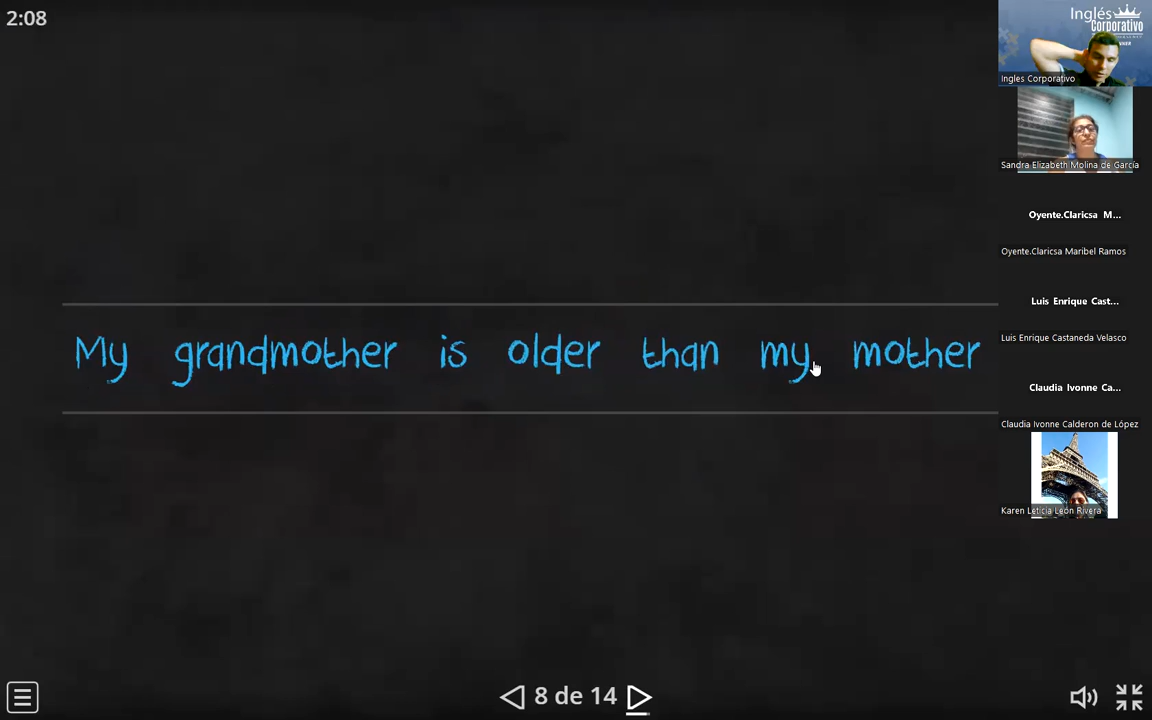 2:08
My grandmother is older than my mother
8 de 14
Inglés
Corporativo
Ingles Corporativo
Sandra Elizabeth Molina de García
Oyente.Claricsa M...
Oyente.Claricsa Maribel Ramos
Luis Enrique Cast...
Luis Enrique Castaneda Velasco
Claudia Ivonne Ca...
Claudia Ivonne Calderon de López
Karen Leticia León Rivera